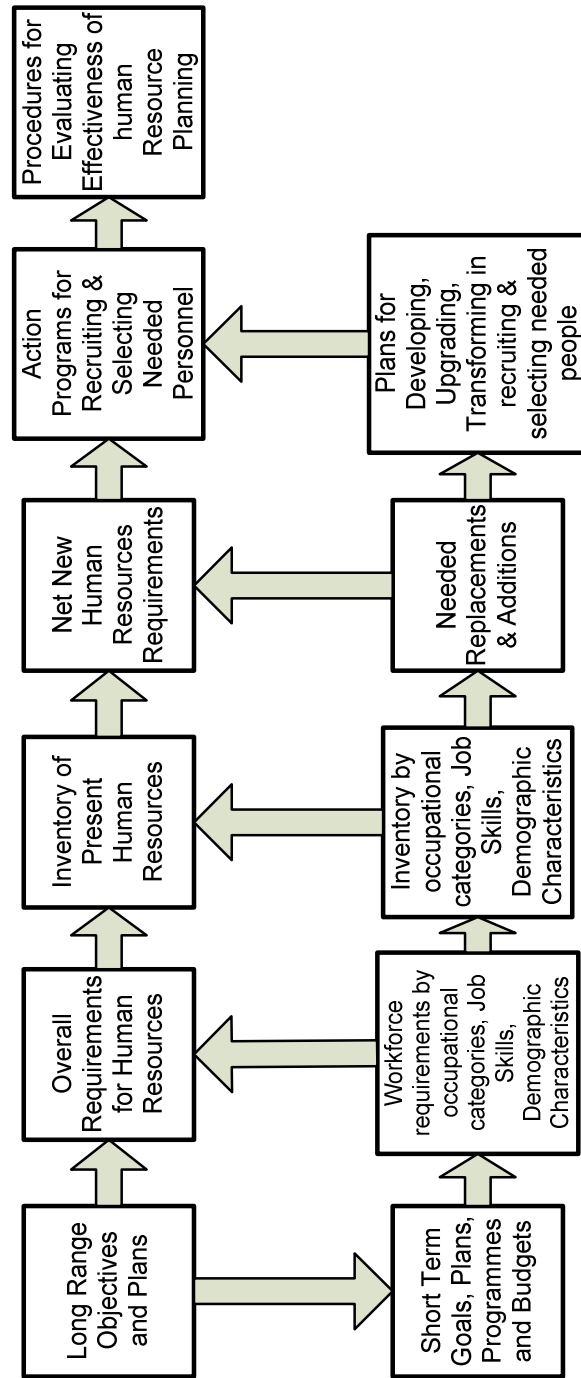 Long Range
Objectives
and Plans
Overall
Requirements
for Human
Resources
Inventory of
Present
Human
Resources
Net New
Human
Resources
Requirements
Action
Programs for
Recruiting &
Selecting
Needed
Personnel
Procedures for
Evaluating
Effectiveness of
human
Resource
Planning
Short Term
Goals, Plans,
Programmes
and Budgets
Workforce
requirements by
occupational
categories, Job
Skills,
Demographic
Characteristics
Inventory by
occupational
categories, Job
Skills,
Demographic
Characteristics
Needed
Replacements
& Additions
Plans for
Developing,
Upgrading,
Transforming in
recruiting &
selecting needed
people